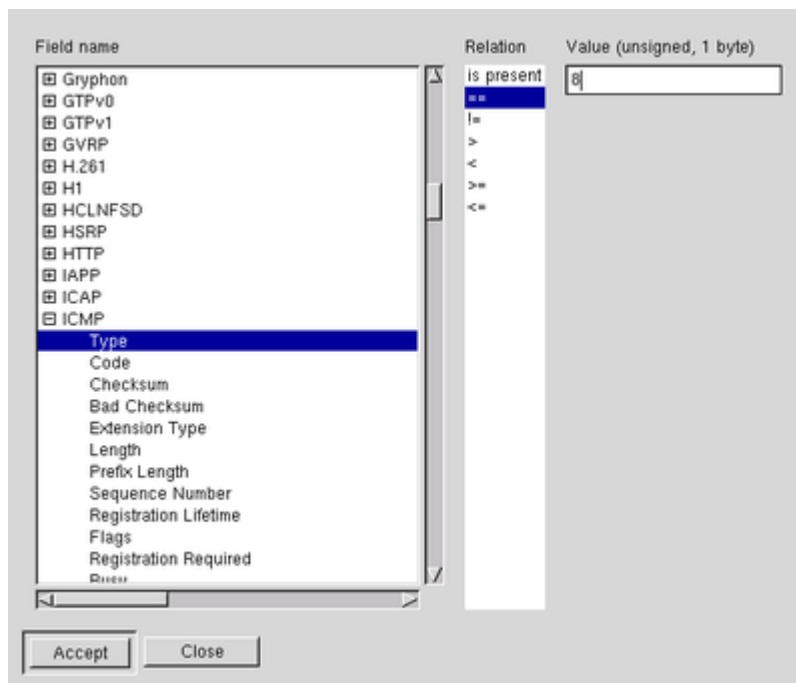 Field name
Gryphon
GTPv0
GTPv1
GVRP
H.261
H1
HCLNFSD
HSRP
HTTP
IAPP
ICAP
ICMP
Type
Code
Checksum
Bad Checksum
Extension Type
Length
Prefix Length
Sequence Number
Registration Lifetime
Flags
Registration Required
Busy
Relation
is present
==
!=
>
<
>=
<=
Value (unsigned, 1 byte)
8
Accept
Close